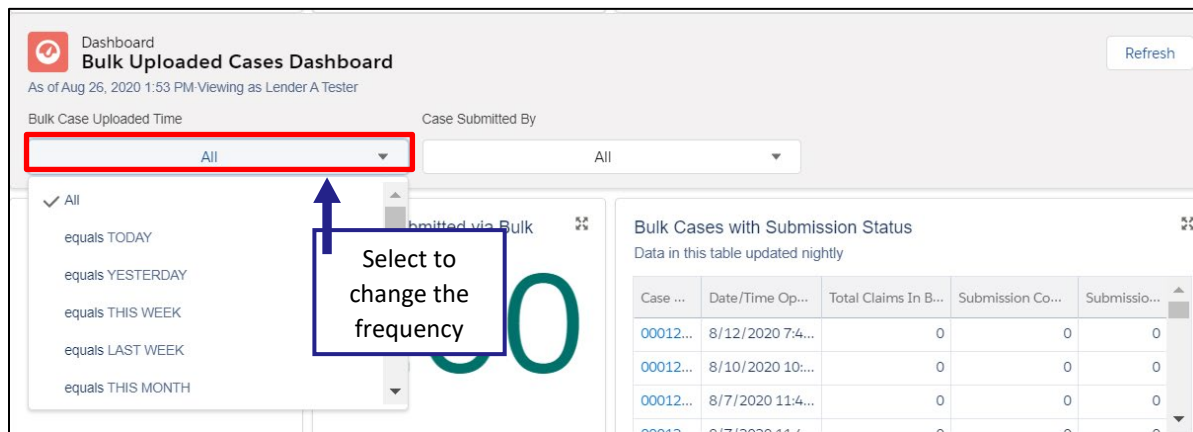 Dashboard
Bulk Uploaded Cases Dashboard
Refresh
As of Aug 26, 2020 1:53 PM·Viewing as Lender A Tester
Bulk Case Uploaded Time
Case Submitted By
All
All
All
equals TODAY
equals YESTERDAY
equals THIS WEEK
equals LAST WEEK
equals THIS MONTH
via Bulk
Select to
change the
frequency
Bulk Cases with Submission Status
Data in this table updated nightly
Case ... Date/Time Op... Total Claims In B... Submission Co... Submissio...
00012... 8/12/2020 7:4... 0 0 0
00012... 8/10/2020 10:... 0 0 0
00012... 8/7/2020 11:4... 0 0 0